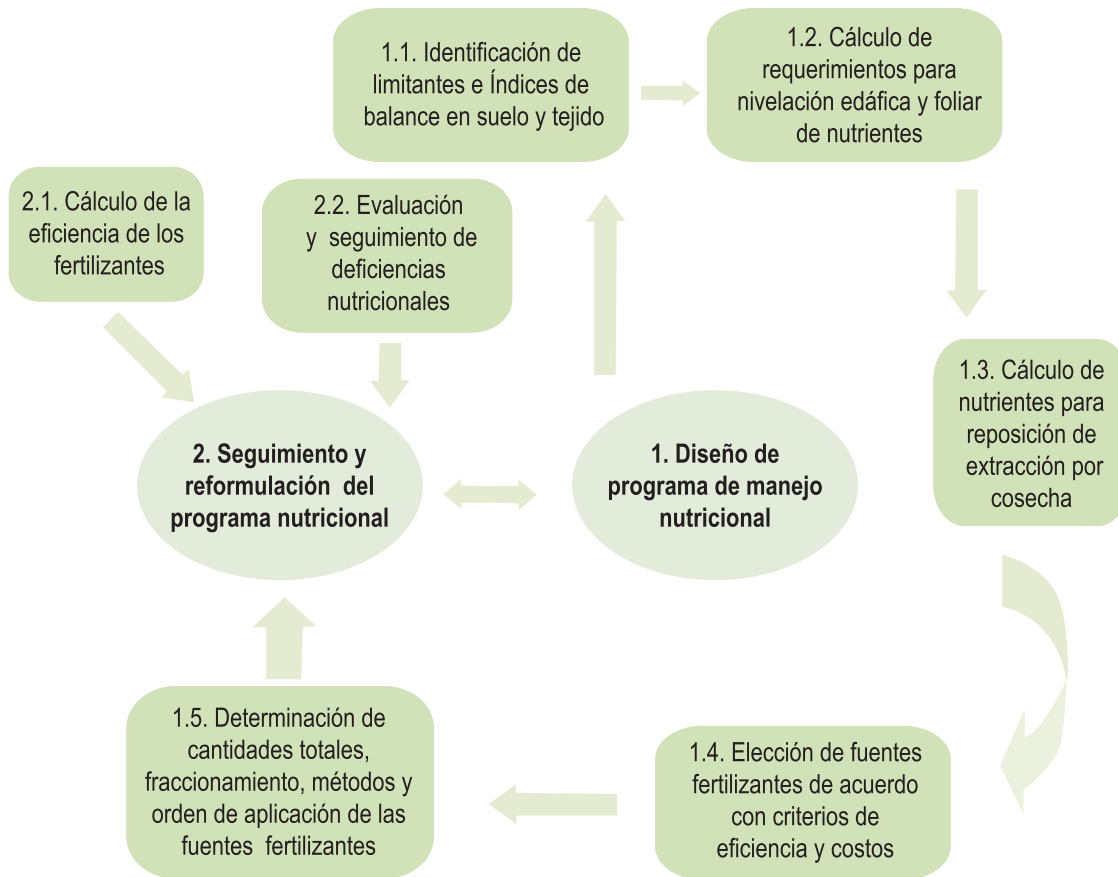 1.1. Identificación de
limitantes e Índices de
balance en suelo y tejido
1.2. Cálculo de
requerimientos para
nivelación edáfica y foliar
de nutrientes
2.1. Cálculo de la
eficiencia de los
fertilizantes
2.2. Evaluación
y seguimiento de
deficiencias
nutricionales
1.3. Cálculo de
nutrientes para
reposición de
extracción por
cosecha
2. Seguimiento y
reformulación del
programa nutricional
1. Diseño de
programa de manejo
nutricional
1.5. Determinación de
cantidades totales,
fraccionamiento, métodos y
orden de aplicación de las
fuentes fertilizantes
1.4. Elección de fuentes
fertilizantes de acuerdo
con criterios de
eficiencia y costos